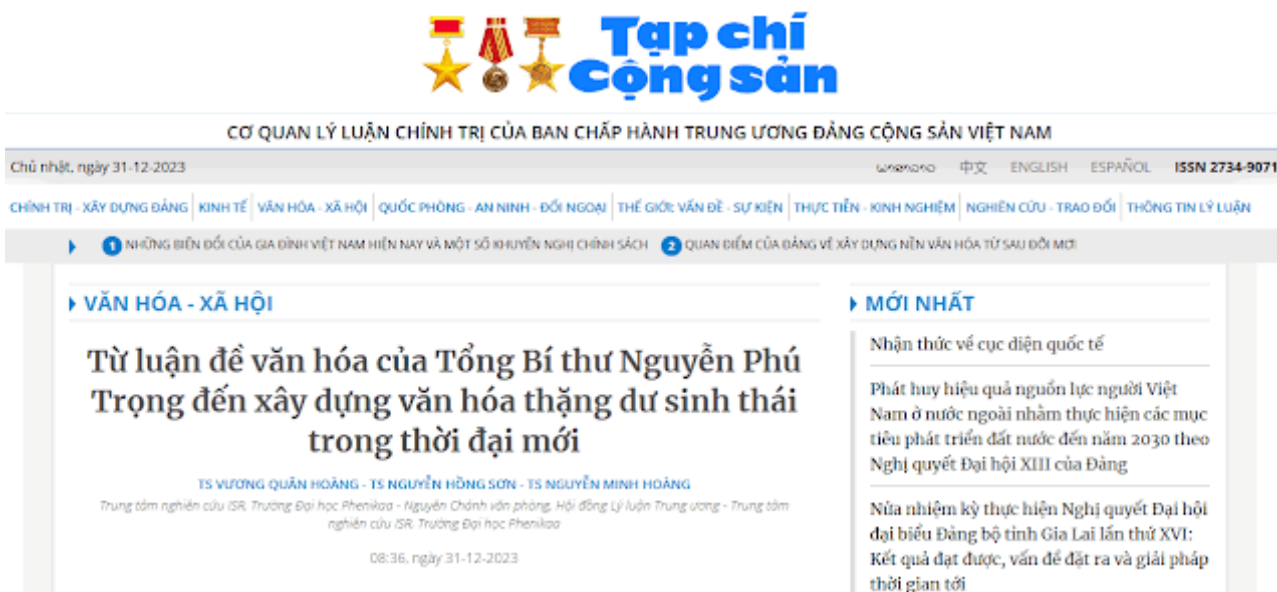 Tạp chí
Cộng sản
CƠ QUAN LÝ LUẬN CHÍNH TRỊ CỦA BAN CHẤP HÀNH TRUNG ƯƠNG ĐẢNG CỘNG SẢN VIỆT NAM
Chủ nhật, ngày 31-12-2023
中文 ENGLISH ESPAÑOL ISSN 2734-9071
CHÍNH TRỊ - XÂY DỰNG ĐẢNG KINH TẾ VĂN HÓA - XÃ HỘI QUỐC PHÒNG - AN NINH - ĐỐI NGOẠI THẾ GIỚI: VẤN ĐỀ - SỰ KIỆN THỰC TIỄN - KINH NGHIỆM NGHIÊN CỨU - TRAO ĐỔI THÔNG TIN LÝ LUẬN
1 NHỮNG BIẾN ĐỔI CỦA GIA ĐÌNH VIỆT NAM HIỆN NAY VÀ MỘT SỐ KHUYẾN NGHỊ CHÍNH SÁCH 2 QUAN ĐIỂM CỦA ĐẢNG VỀ XÂY DỰNG NỀN VĂN HÓA TỪ SAU ĐỔI MỚI
VĂN HÓA - XÃ HỘI
Từ luận đề văn hóa của Tổng Bí thư Nguyễn Phú
Trọng đến xây dựng văn hóa thặng dư sinh thái
trong thời đại mới
TS VƯƠNG QUÂN HOÀNG - TS NGUYỄN HỒNG SƠN - TS NGUYỄN MINH HOÀNG
Trung tâm nghiên cứu ISR, Trường Đại học Phenikaa - Nguyên Chánh văn phòng, Hội đồng Lý luận Trung ương - Trung tâm
nghiên cứu ISR, Trường Đại học Phenikaa
08:36, ngày 31-12-2023
MỚI NHẤT
Nhận thức về cục diện quốc tế
Phát huy hiệu quả nguồn lực người Việt
Nam ở nước ngoài nhằm thực hiện các mục
tiêu phát triển đất nước đến năm 2030 theo
Nghị quyết Đại hội XIII của Đảng
Nửa nhiệm kỳ thực hiện Nghị quyết Đại hội
đại biểu Đảng bộ tỉnh Gia Lai lần thứ XVI:
Kết quả đạt được, vấn đề đặt ra và giải pháp
thời gian tới